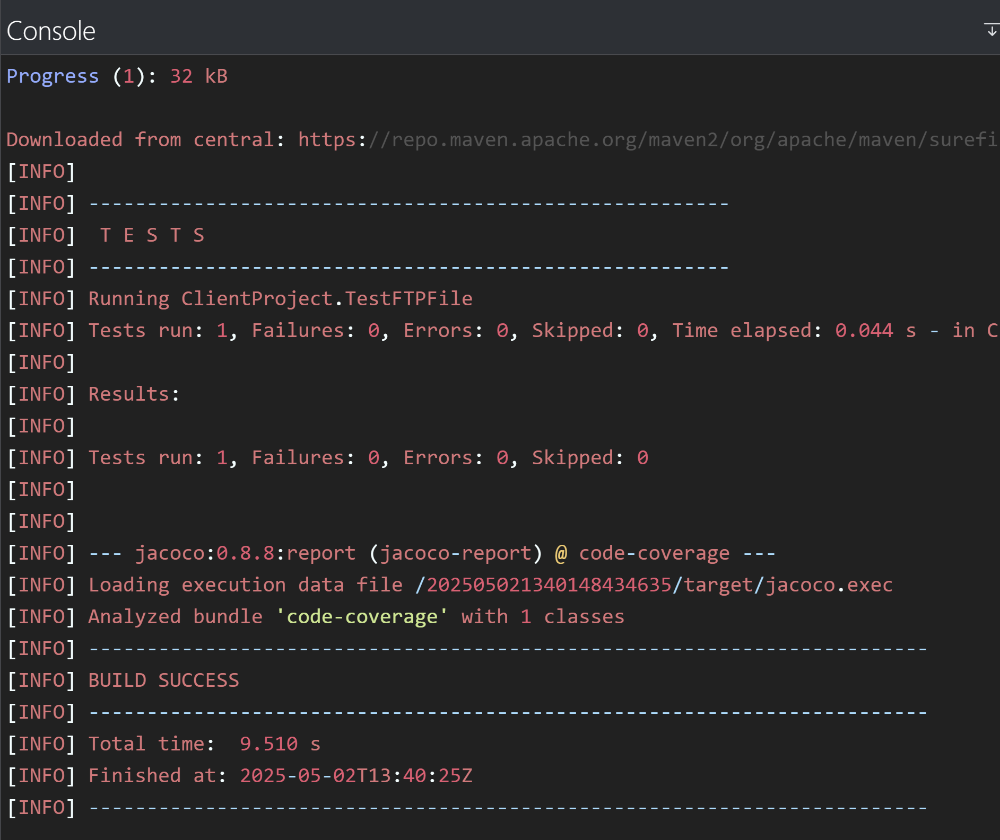 Console
Progress (1): 32 kB
Downloaded from central: https://repo.maven.apache.org/maven2/org/apache/maven/surefi
[INFO]
[INFO] -------------------------------------------------------
[INFO]  T E S T S
[INFO] -------------------------------------------------------
[INFO] Running ClientProject.TestFTPFile
[INFO] Tests run: 1, Failures: 0, Errors: 0, Skipped: 0, Time elapsed: 0.044 s - in C
[INFO]
[INFO] Results:
[INFO]
[INFO] Tests run: 1, Failures: 0, Errors: 0, Skipped: 0
[INFO]
[INFO]
[INFO] --- jacoco:0.8.8:report (jacoco-report) @ code-coverage ---
[INFO] Loading execution data file /202505021340148434635/target/jacoco.exec
[INFO] Analyzed bundle 'code-coverage' with 1 classes
[INFO] ------------------------------------------------------------------------
[INFO] BUILD SUCCESS
[INFO] ------------------------------------------------------------------------
[INFO] Total time:  9.510 s
[INFO] Finished at: 2025-05-02T13:40:25Z
[INFO] ------------------------------------------------------------------------